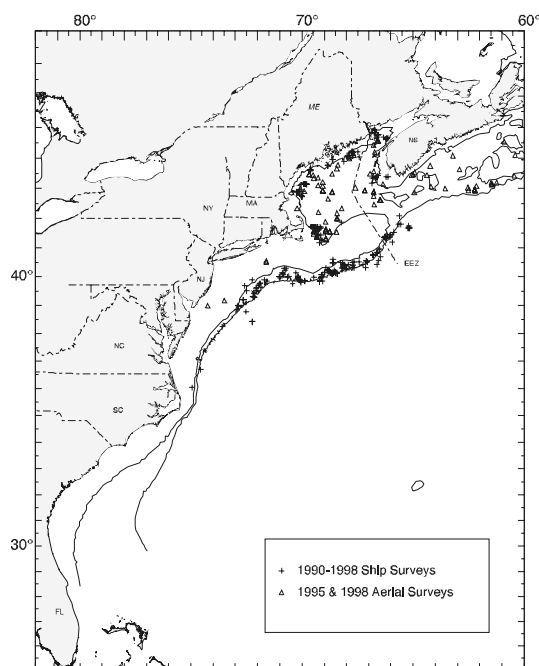 80° 70° 60°
ME
NS
NY MA
EEZ
NJ
40°
NC
SC
+ 1990-1998 Ship Surveys
30°
△ 1995 & 1998 Aerial Surveys
FL